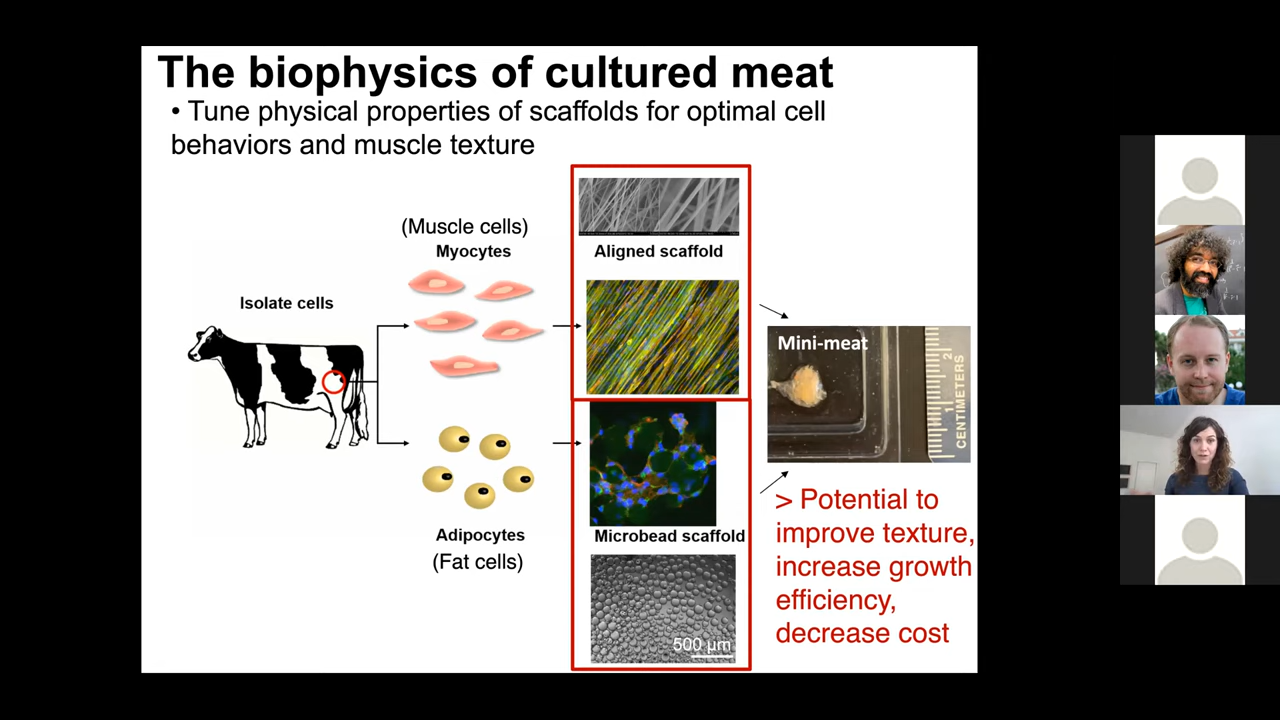 The biophysics of cultured meat
• Tune physical properties of scaffolds for optimal cell
behaviors and muscle texture
Isolate cells
(Muscle cells)
Myocytes
Adipocytes
(Fat cells)
Aligned scaffold
Microbead scaffold
500 µm
Mini-meat
1 2
CENTIMETERS
> Potential to
improve texture,
increase growth
efficiency,
decrease cost